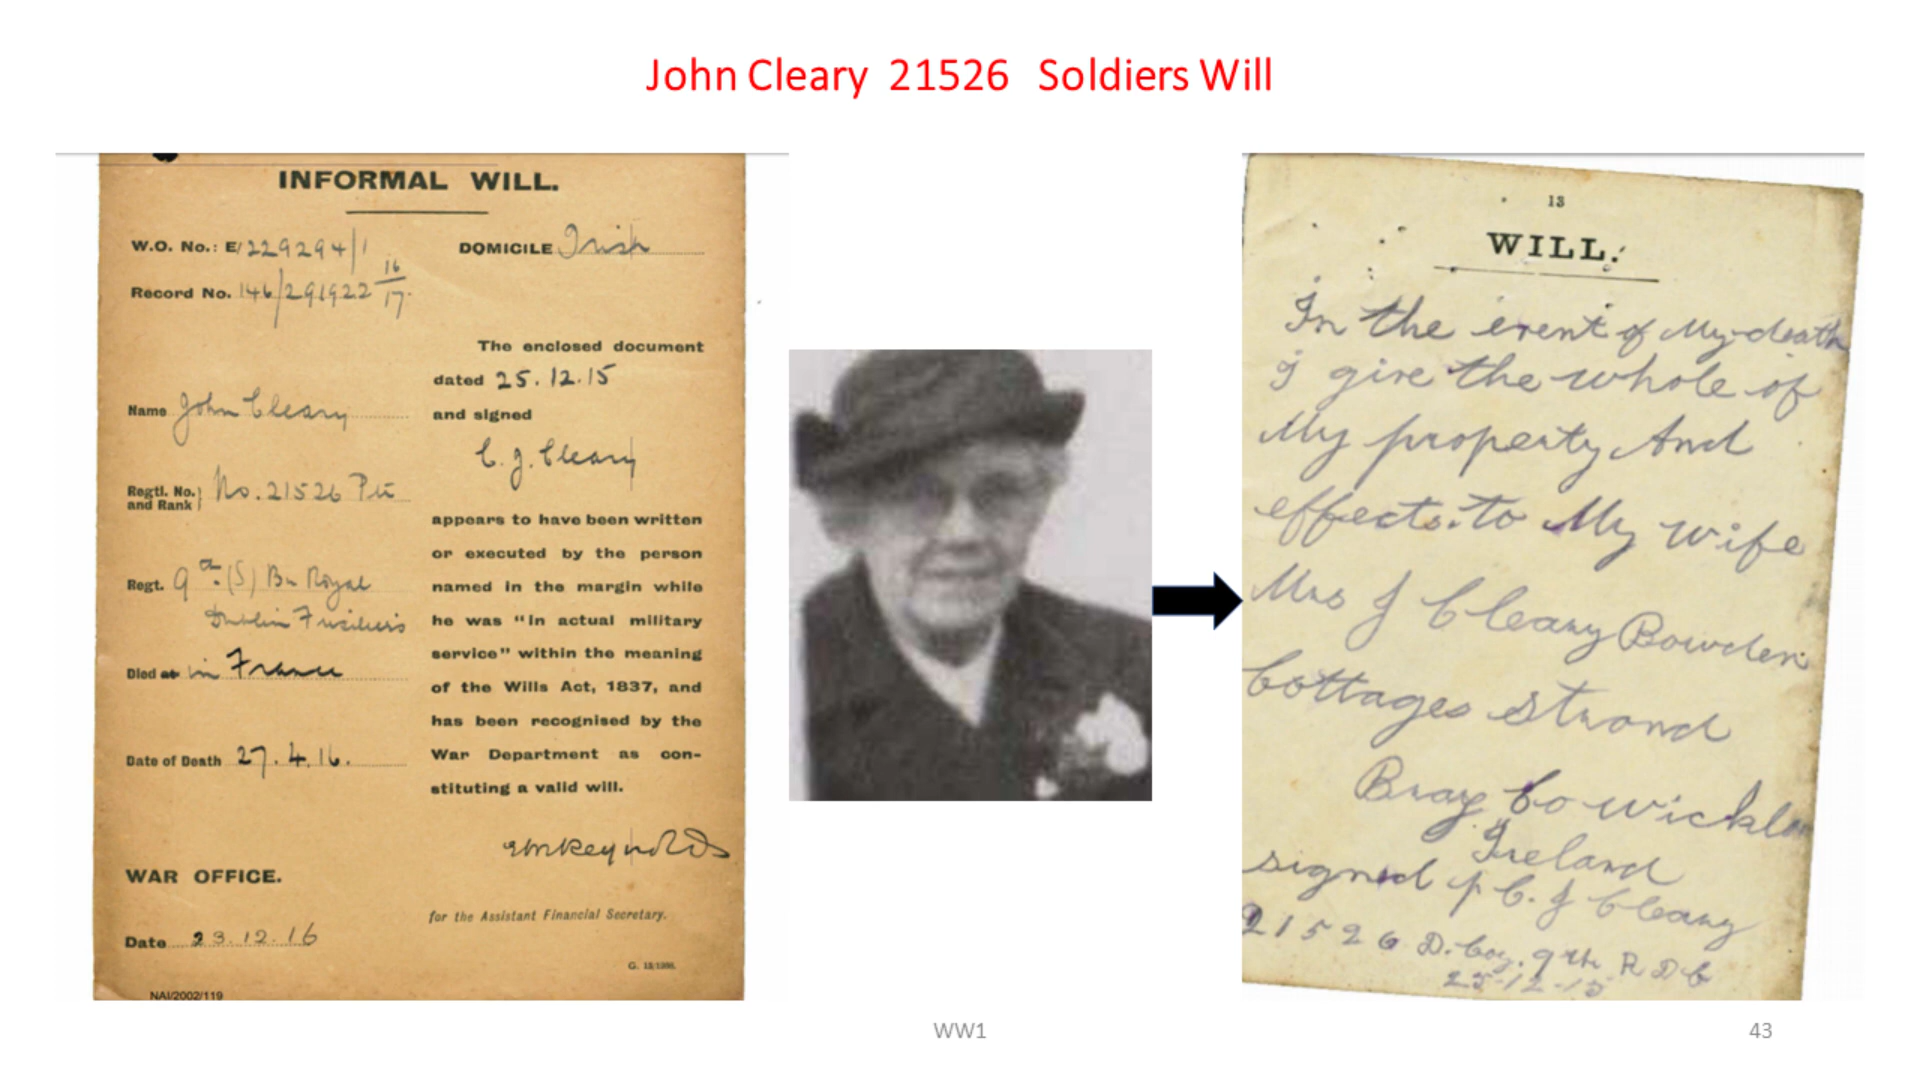 John Cleary 21526 Soldiers Will
INFORMAL WILL.
W.O. No.: E/229294/1
DOMICILE Irish
Record No. 146/291922 16/17.
The enclosed document
dated 25.12.15
Name John Cleary
and signed
C. J. Cleary
Regtl. No. and Rank } No. 21526 Pte
appears to have been written
or executed by the person
Regt. 9th (S) Bn Royal
named in the margin while
Dublin Fusiliers
he was "in actual military
service" within the meaning
Died at in France
of the Wills Act, 1837, and
has been recognised by the
War Department as con-
Date of Death 27.4.16.
stituting a valid will.
WAR OFFICE.
for the Assistant Financial Secretary.
Date 23.12.16
NAI/2002/119
13
WILL.
In the event of My death
I give the whole of
My property And
effects to My wife
Mrs J Cleary Bowden
Cottages Strand
Bray Co Wicklow
Ireland
signed C. J Cleary
21526 D. Coy. 9th R D F
25-12-15
WW1
43